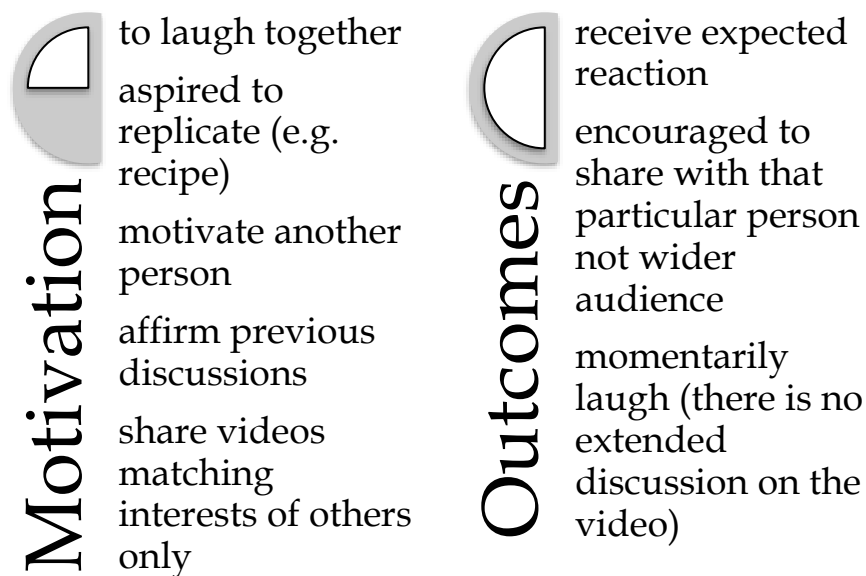 Motivation
to laugh together
aspired to
replicate (e.g.
recipe)
motivate another
person
affirm previous
discussions
share videos
matching
interests of others
only
Outcomes
receive expected
reaction
encouraged to
share with that
particular person
not wider
audience
momentarily
laugh (there is no
extended
discussion on the
video)